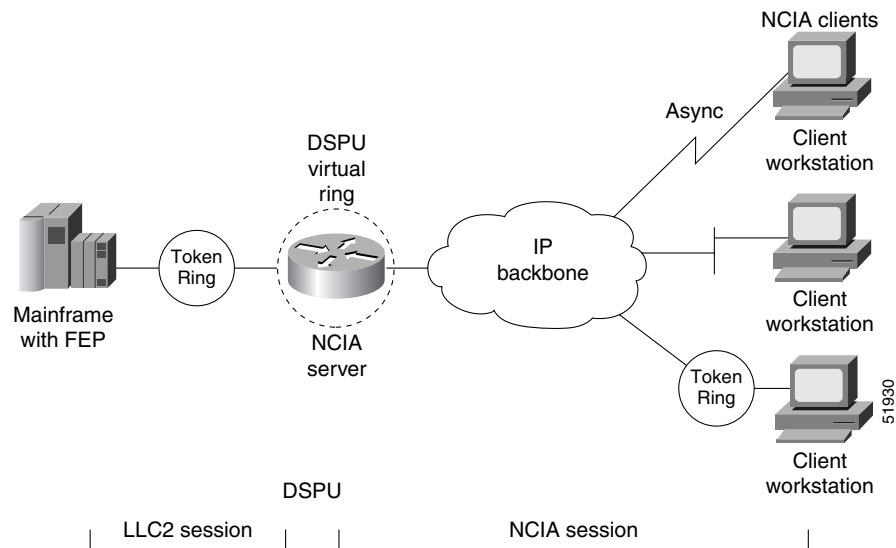 NCIA clients
Async
Client
workstation
DSPU
virtual
ring
Token
Ring
IP
backbone
Mainframe
with FEP
NCIA
server
Client
workstation
Token
Ring
51930
Client
workstation
DSPU
LLC2 session
NCIA session